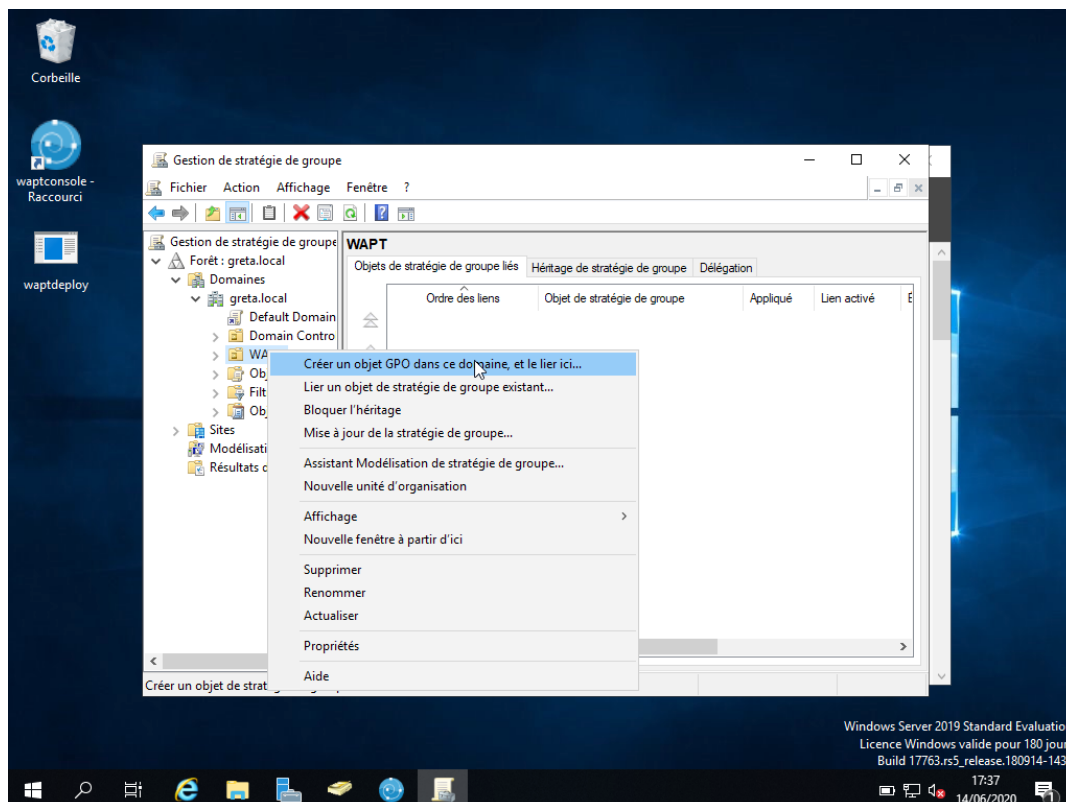 Corbeille
waptconsole -
Raccourci
waptdeploy
Gestion de stratégie de groupe
Fichier Action Affichage Fenêtre ?
Gestion de stratégie de groupe
Forêt : greta.local
Domaines
greta.local
Default Domain
Domain Contro
WA
Ob
Filt
Ob
Sites
Modélisati
Résultats d
WAPT
Objets de stratégie de groupe liés Héritage de stratégie de groupe Délégation
Ordre des liens Objet de stratégie de groupe Appliqué Lien activé É
Créer un objet GPO dans ce domaine, et le lier ici...
Lier un objet de stratégie de groupe existant...
Bloquer l'héritage
Mise à jour de la stratégie de groupe...
Assistant Modélisation de stratégie de groupe...
Nouvelle unité d'organisation
Affichage
Nouvelle fenêtre à partir d'ici
Supprimer
Renommer
Actualiser
Propriétés
Aide
Créer un objet de strat
Windows Server 2019 Standard Evaluatio
Licence Windows valide pour 180 jour
Build 17763.rs5_release.180914-143
17:37
14/06/2020
1